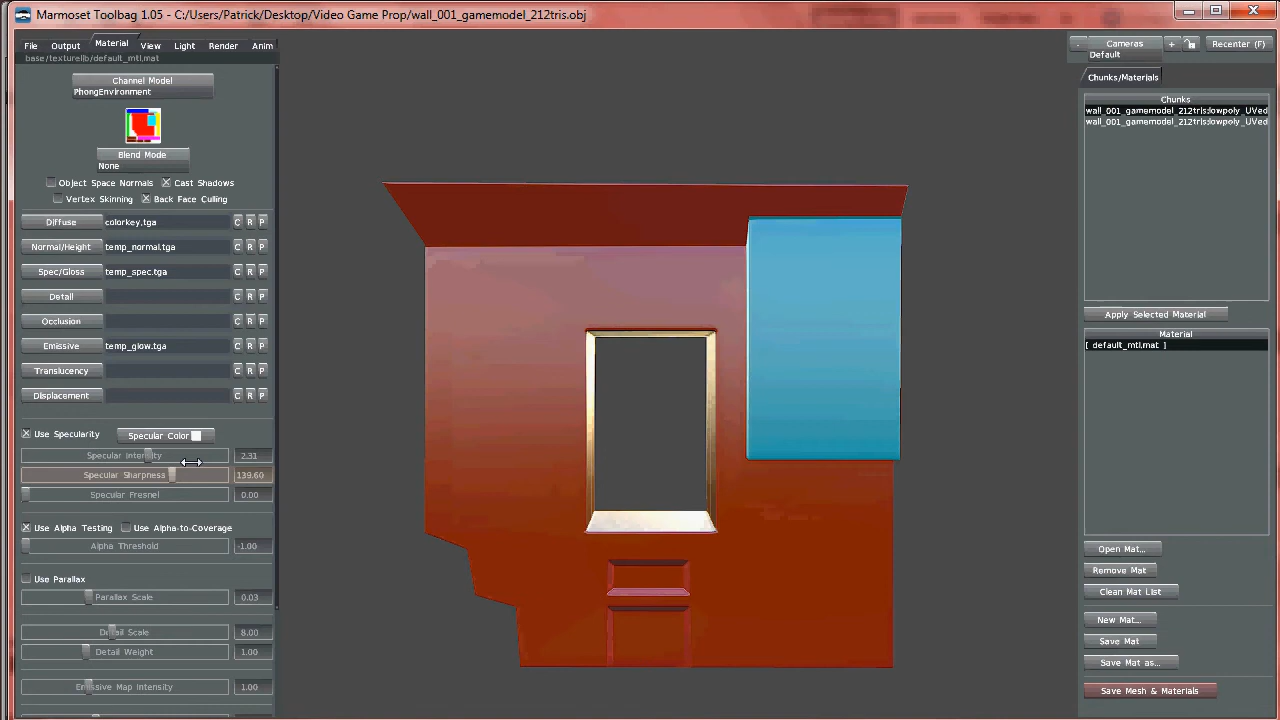 Marmoset Toolbag 1.05 - C:/Users/Patrick/Desktop/Video Game Prop/wall_001_gamemodel_212tris.obj
File Output Material View Light Render Anim
base/texturelib/default_mtl.mat
Channel Model
PhongEnvironment
Blend Mode
None
Object Space Normals Cast Shadows
Vertex Skinning Back Face Culling
Diffuse colorkey.tga C R P
Normal/Height temp_normal.tga C R P
Spec/Gloss temp_spec.tga C R P
Detail C R P
Occlusion C R P
Emissive temp_glow.tga C R P
Translucency C R P
Displacement C R P
Use Specularity Specular Color
Specular Intensity 2.31
Specular Sharpness 139.60
Specular Fresnel 0.00
Use Alpha Testing Use Alpha-to-Coverage
Alpha Threshold -1.00
Use Parallax
Parallax Scale 0.03
Detail Scale 8.00
Detail Weight 1.00
Emissive Map Intensity 1.00
- Cameras + Recenter (F)
Default
Chunks/Materials
Chunks
wall_001_gamemodel_212tris:lowpoly_UVed
wall_001_gamemodel_212tris:lowpoly_UVed
Apply Selected Material
Material
[ default_mtl.mat ]
Open Mat...
Remove Mat
Clean Mat List
New Mat...
Save Mat
Save Mat as...
Save Mesh & Materials